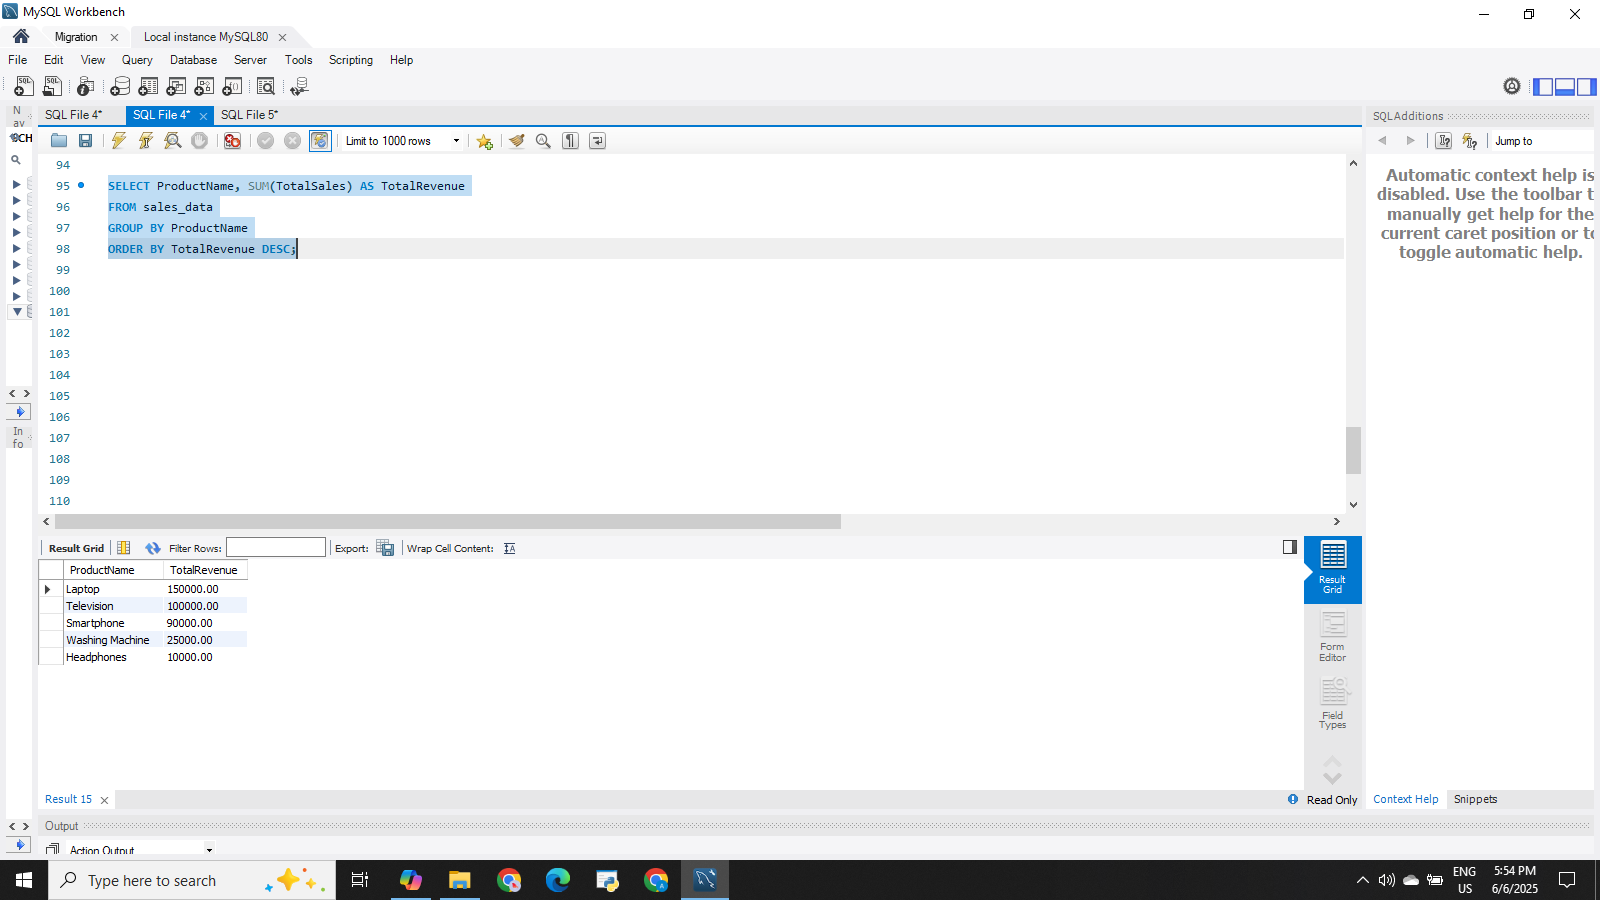 MySQL Workbench
Migration
Local instance MySQL80
File Edit View Query Database Server Tools Scripting Help
SQL File 4*
SQL File 4*
SQL File 5*
SQLAdditions
N
av
CH
Limit to 1000 rows
Jump to
94
95 SELECT ProductName, SUM(TotalSales) AS TotalRevenue
96 FROM sales_data
97 GROUP BY ProductName
98 ORDER BY TotalRevenue DESC;
99
100
101
102
103
104
105
106
107
108
109
110
Automatic context help is
disabled. Use the toolbar t
manually get help for the
current caret position or to
toggle automatic help.
In
fo
Result Grid
Filter Rows:
Export:
Wrap Cell Content:
ProductName TotalRevenue
Laptop 150000.00
Television 100000.00
Smartphone 90000.00
Washing Machine 25000.00
Headphones 10000.00
Result
Grid
Form
Editor
Field
Types
Result 15
Read Only
Context Help
Snippets
Output
Action Output
Type here to search
ENG
US
5:54 PM
6/6/2025